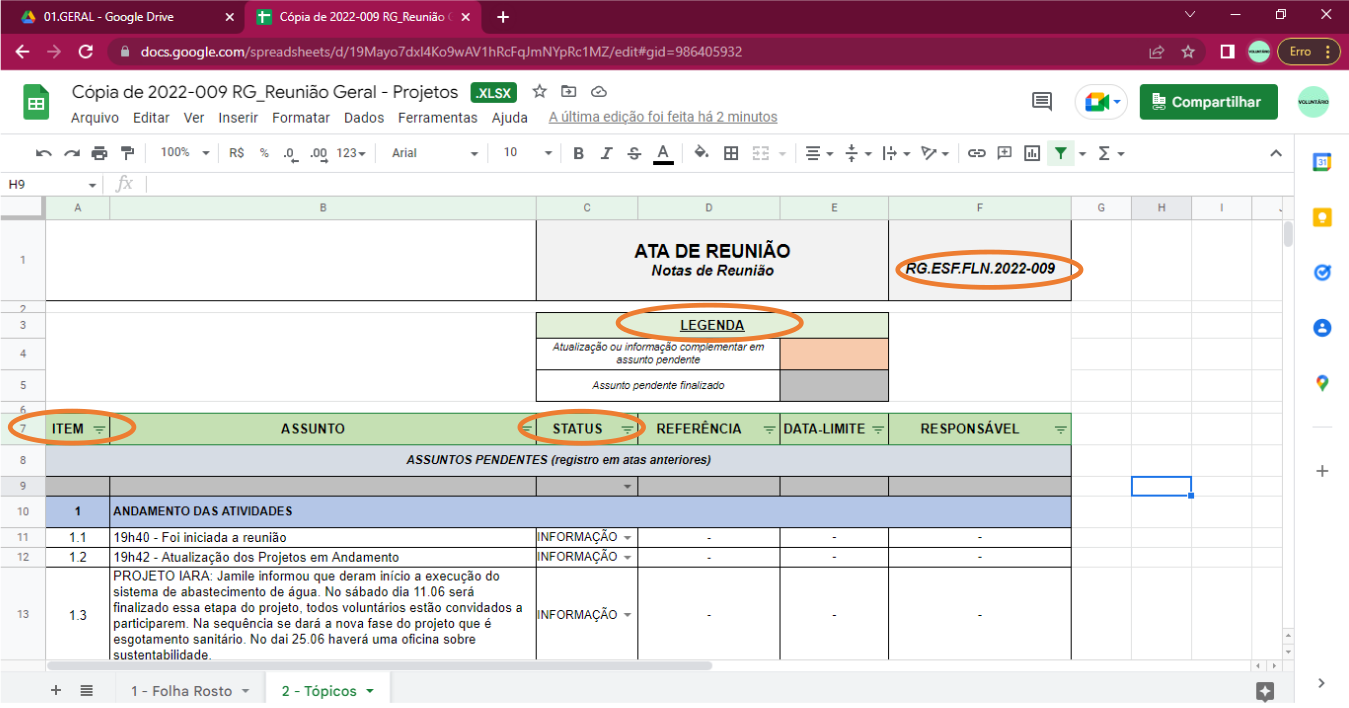 01.GERAL - Google Drive
Cópia de 2022-009 RG_Reunião G
docs.google.com/spreadsheets/d/19Mayo7dxl4Ko9wAV1hRcFqJmNYpRc1MZ/edit#gid=986405932
Erro
Cópia de 2022-009 RG_Reunião Geral - Projetos .XLSX
Arquivo Editar Ver Inserir Formatar Dados Ferramentas Ajuda A última edição foi feita há 2 minutos
Compartilhar
VOLUNTÁRIO
100% R$ % .0 .00 123 Arial 10
H9 fx
A B C D E F G H I
1 ATA DE REUNIÃO
Notas de Reunião
RG.ESF.FLN.2022-009
2
3 LEGENDA
4 Atualização ou informação complementar em
assunto pendente
5 Assunto pendente finalizado
6
7 ITEM ASSUNTO STATUS REFERÊNCIA DATA-LIMITE RESPONSÁVEL
8 ASSUNTOS PENDENTES (registro em atas anteriores)
9
10 1 ANDAMENTO DAS ATIVIDADES
11 1.1 19h40 - Foi iniciada a reunião INFORMAÇÃO - - -
12 1.2 19h42 - Atualização dos Projetos em Andamento INFORMAÇÃO - - -
13 1.3 PROJETO IARA: Jamile informou que deram início a execução do
sistema de abastecimento de água. No sábado dia 11.06 será
finalizado essa etapa do projeto, todos voluntários estão convidados a
participarem. Na sequência se dará a nova fase do projeto que é
esgotamento sanitário. No dai 25.06 haverá uma oficina sobre
sustentabilidade.
INFORMAÇÃO - - -
1 - Folha Rosto 2 - Tópicos
31